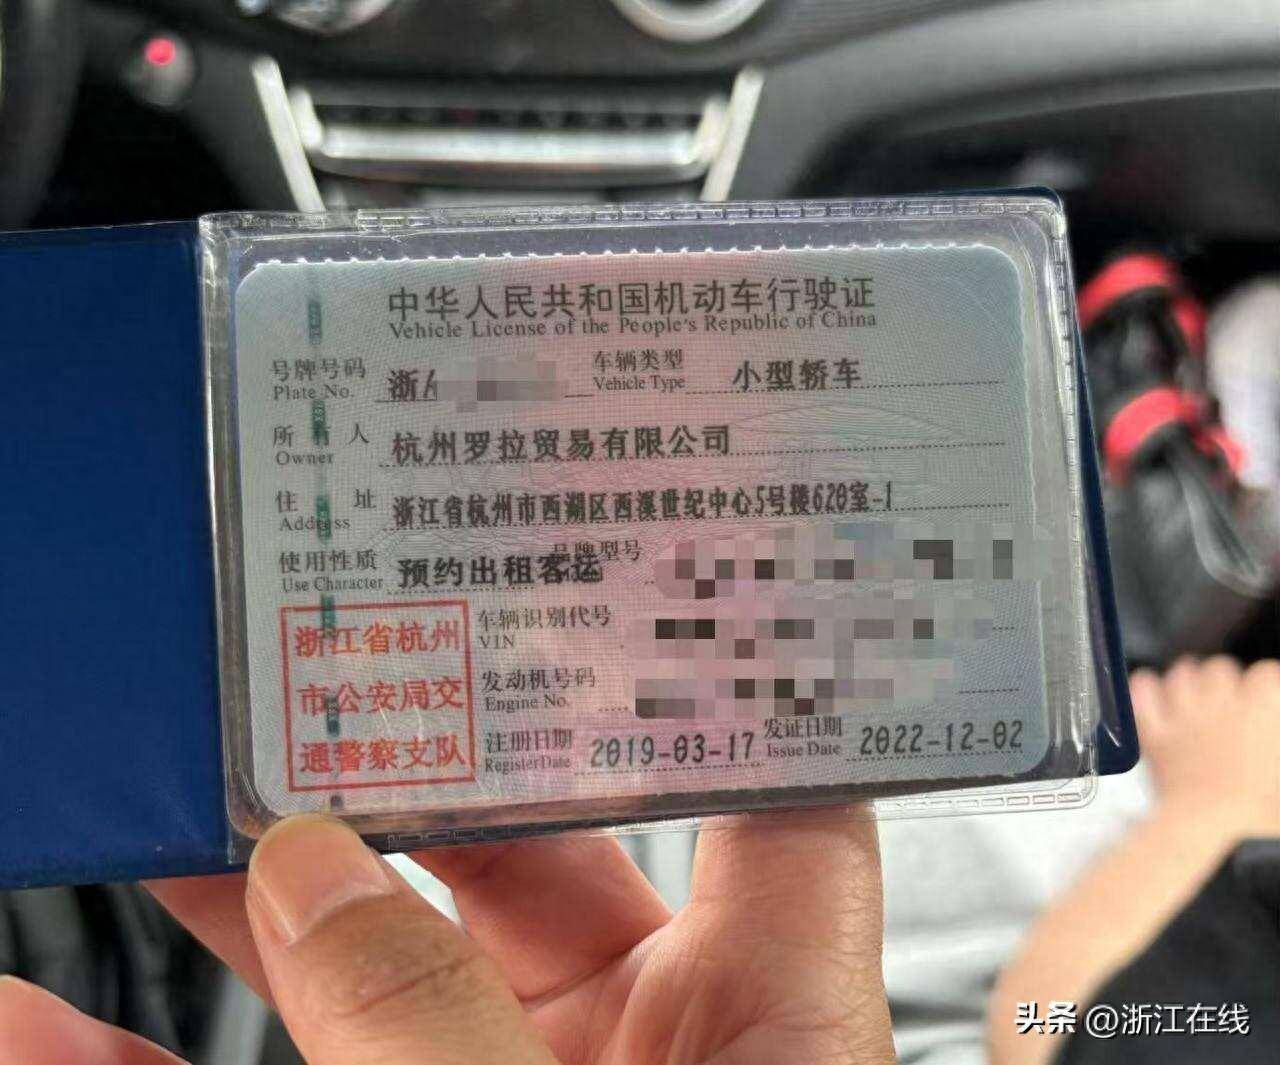 中华人民共和国机动车行驶证
Vehicle License of the People's Republic of China
号牌号码 浙A 车辆类型 小型轿车
Plate No. Vehicle Type
所有人 杭州罗拉贸易有限公司
Owner
住址 浙江省杭州市西湖区西溪世纪中心5号楼620室-1
Address
使用性质 预约出租客运 品牌型号
Use Character
浙江省杭州
市公安局交
通警察支队
车辆识别代号
VIN
发动机号码
Engine No.
注册日期 2019-03-17 发证日期 2022-12-02
Register Date Issue Date
头条 @浙江在线